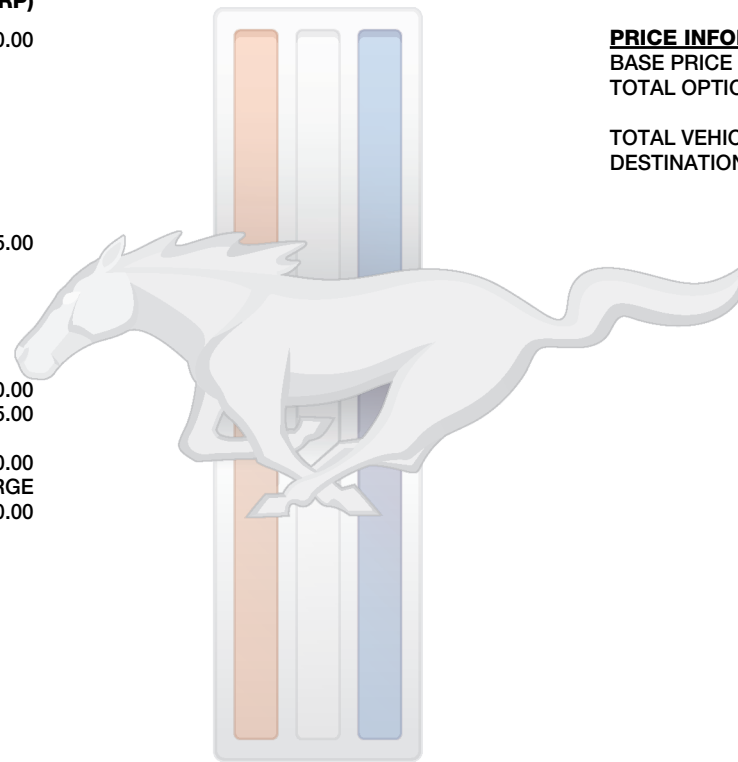 RP)
0.00
5.00
0.00
5.00
0.00
RGE
0.00
PRICE INFO
BASE PRICE
TOTAL OPTIO
TOTAL VEHIC
DESTINATION